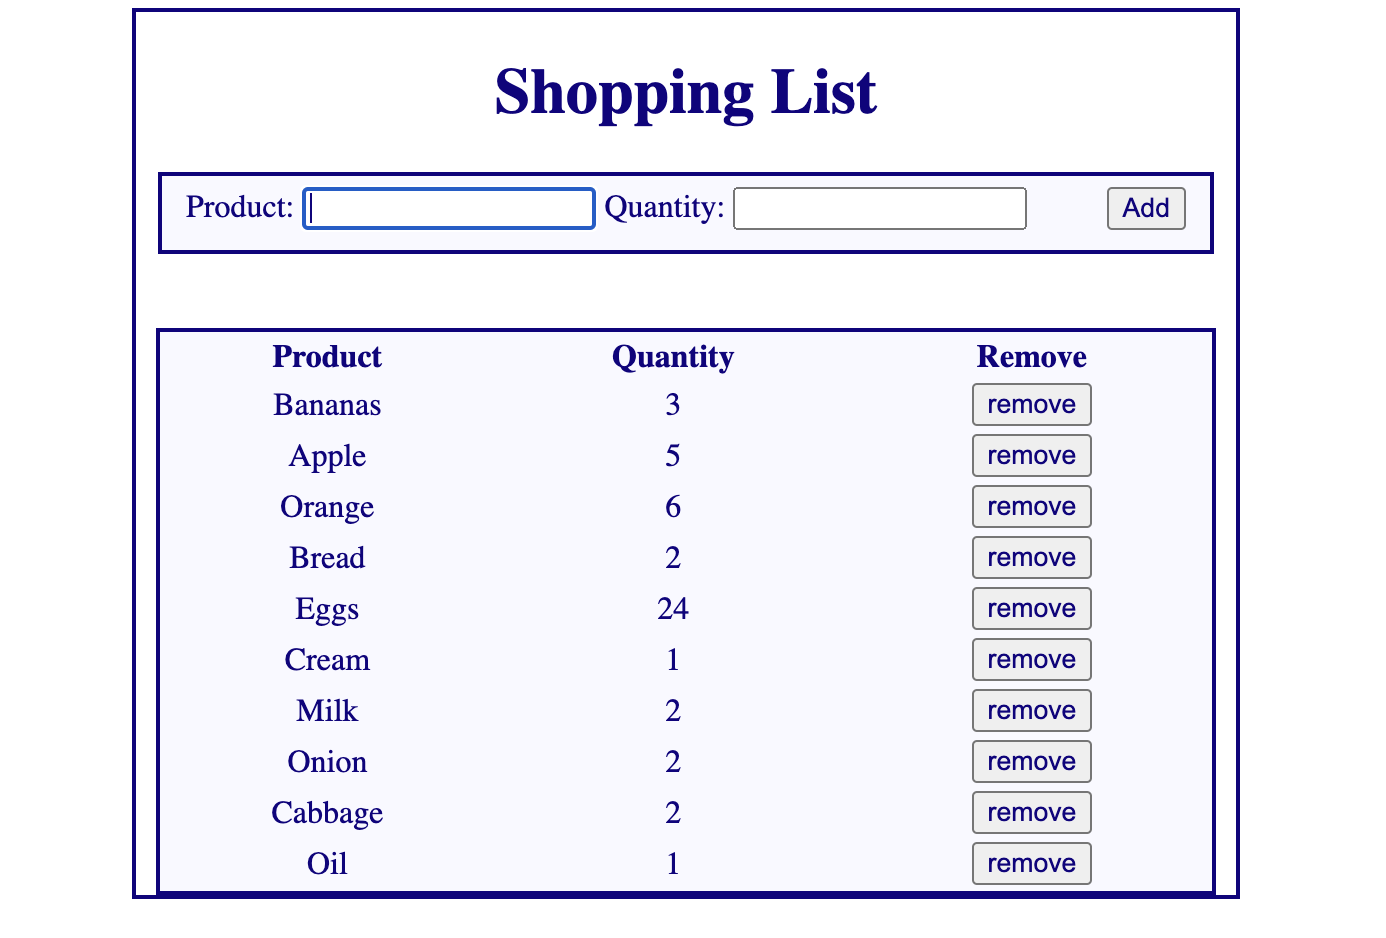 Shopping List
Product: Quantity: Add
Product Quantity Remove
Bananas 3 remove
Apple 5 remove
Orange 6 remove
Bread 2 remove
Eggs 24 remove
Cream 1 remove
Milk 2 remove
Onion 2 remove
Cabbage 2 remove
Oil 1 remove